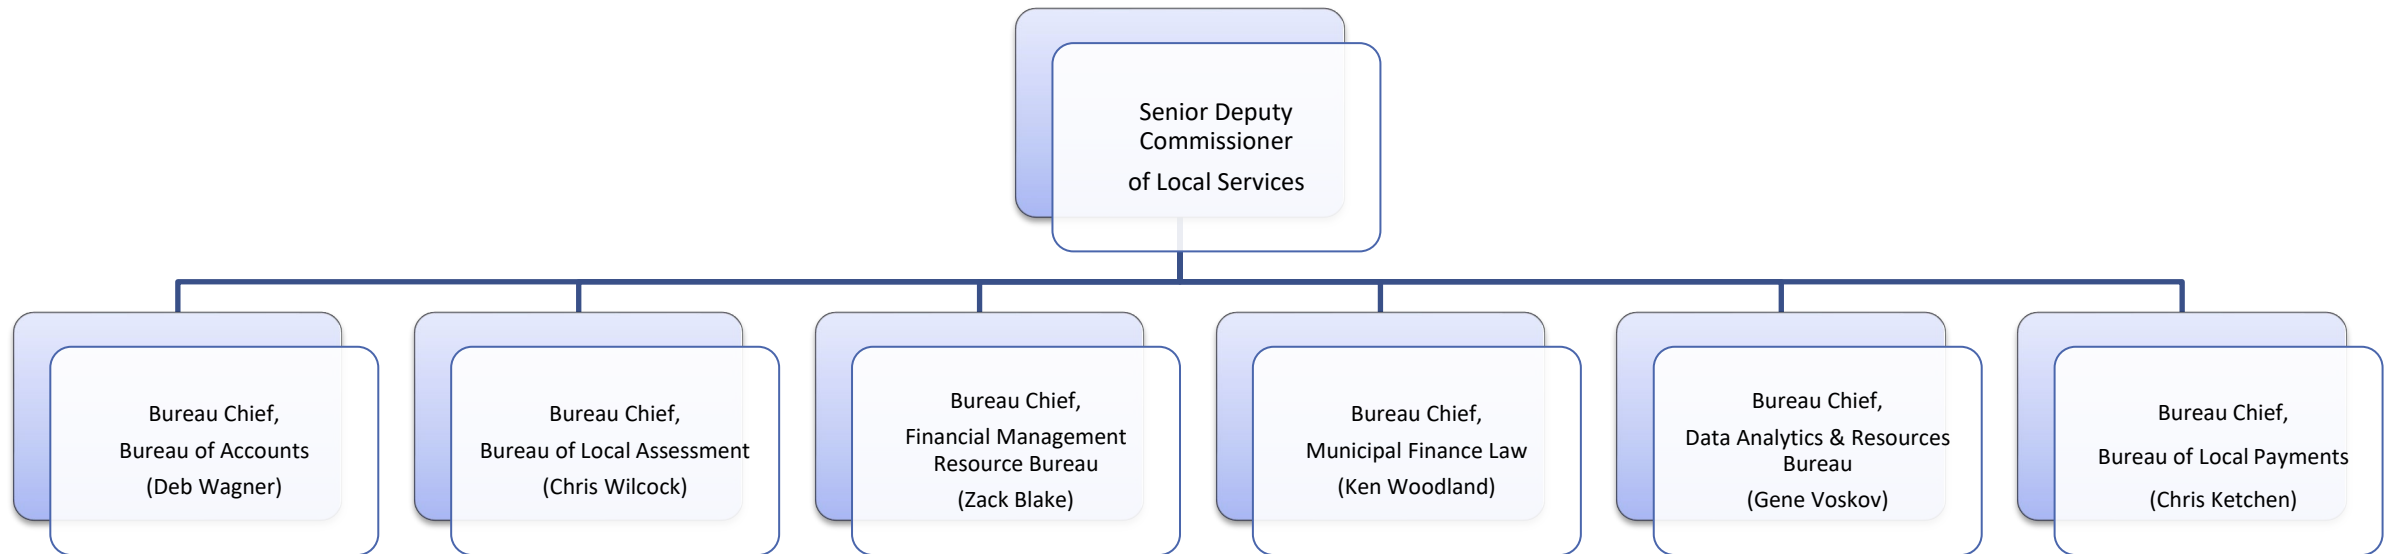 Senior Deputy
Commissioner
of Local Services
Bureau Chief,
Bureau of Accounts
(Deb Wagner)
Bureau Chief,
Bureau of Local Assessment
(Chris Wilcock)
Bureau Chief,
Financial Management
Resource Bureau
(Zack Blake)
Bureau Chief,
Municipal Finance Law
(Ken Woodland)
Bureau Chief,
Data Analytics & Resources
Bureau
(Gene Voskov)
Bureau Chief,
Bureau of Local Payments
(Chris Ketchen)